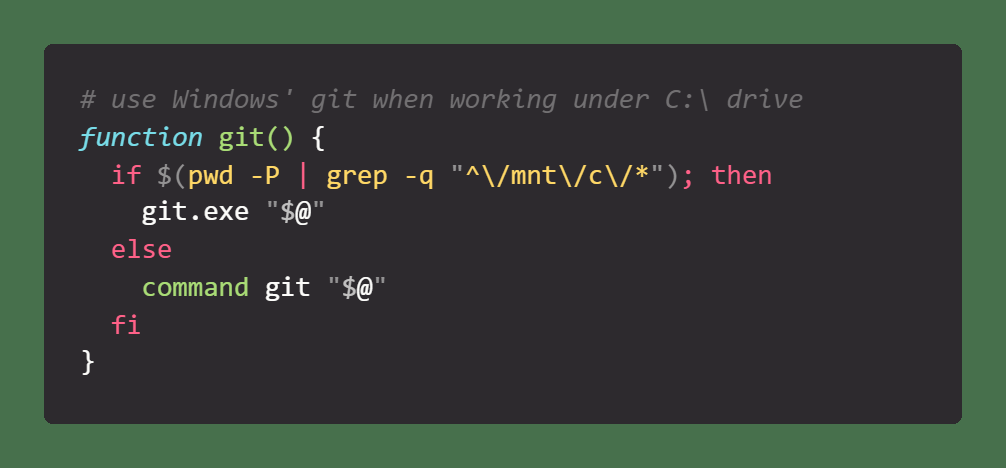 # use Windows' git when working under C:\ drive
function git() {
  if $(pwd -P | grep -q "^\/mnt\/c\/*"); then
    git.exe "$@"
  else
    command git "$@"
  fi
}